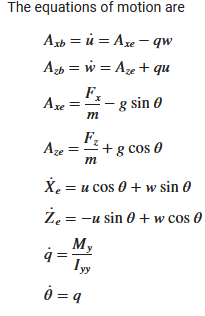 The equations of motion are
A_xb = u̇ = A_xe − qw
A_zb = ẇ = A_ze + qu
A_xe = F_x/m − g sin θ
A_ze = F_z/m + g cos θ
Ẋ_e = u cos θ + w sin θ
Ż_e = −u sin θ + w cos θ
q̇ = M_y/I_yy
θ̇ = q